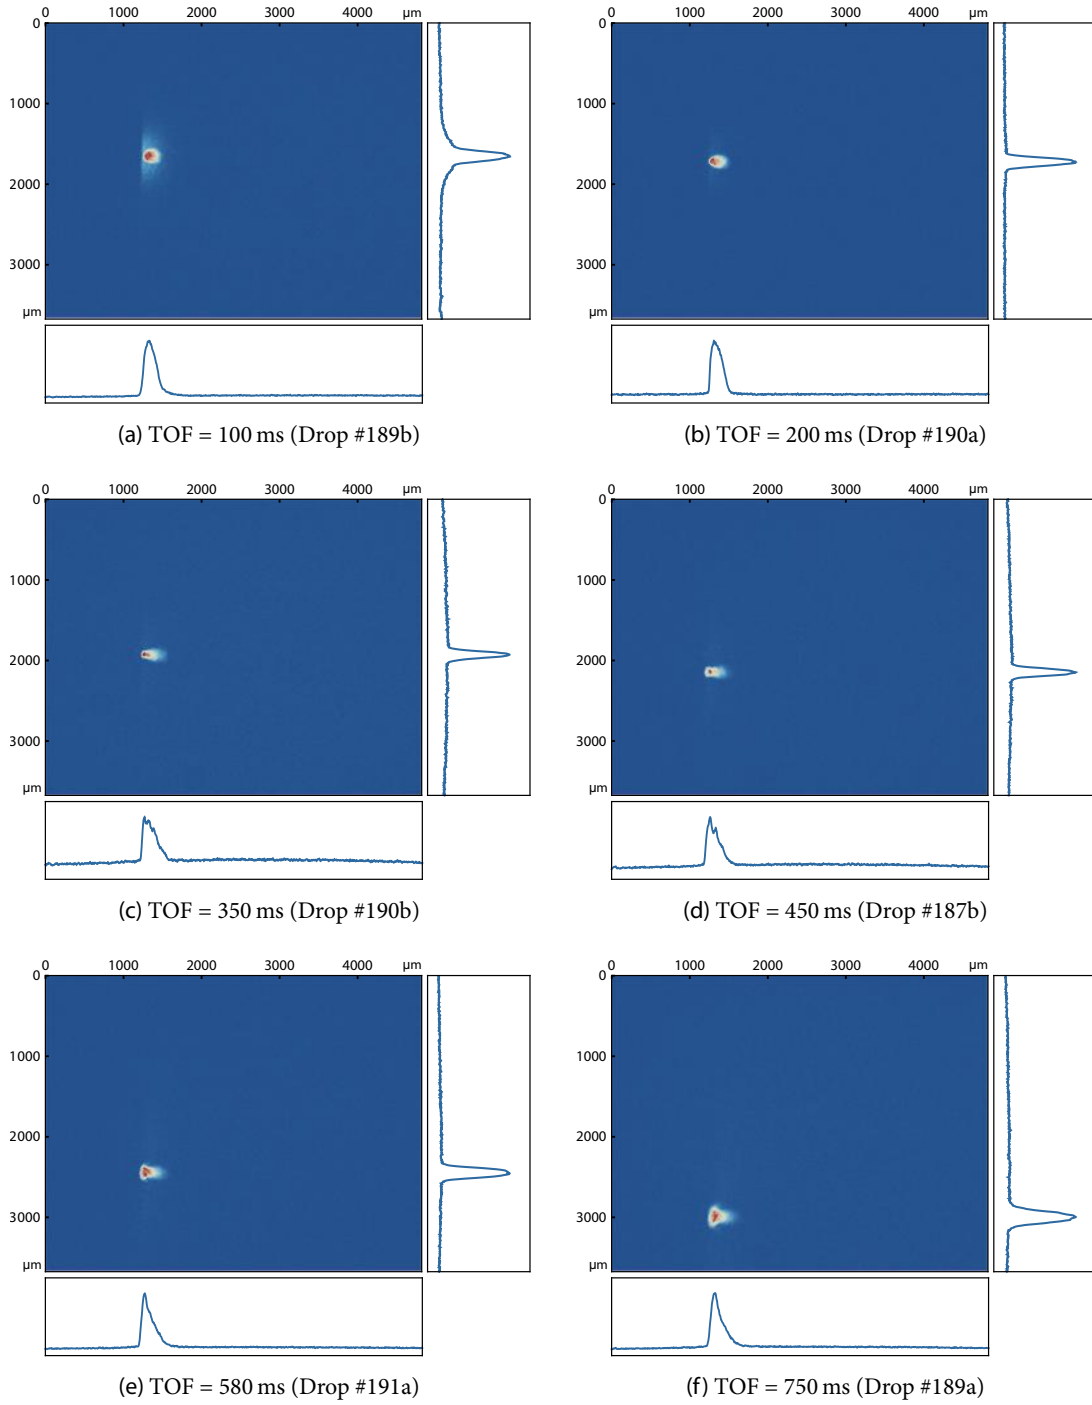 0 1000 2000 3000 4000 µm
0 1000 2000 3000 4000 µm
0
1000
2000
3000
µm
0
1000
2000
3000
µm
(a) TOF = 100 ms (Drop #189b)
(b) TOF = 200 ms (Drop #190a)
0 1000 2000 3000 4000 µm
0 1000 2000 3000 4000 µm
0
1000
2000
3000
µm
0
1000
2000
3000
µm
(c) TOF = 350 ms (Drop #190b)
(d) TOF = 450 ms (Drop #187b)
0 1000 2000 3000 4000 µm
0 1000 2000 3000 4000 µm
0
1000
2000
3000
µm
0
1000
2000
3000
µm
(e) TOF = 580 ms (Drop #191a)
(f) TOF = 750 ms (Drop #189a)